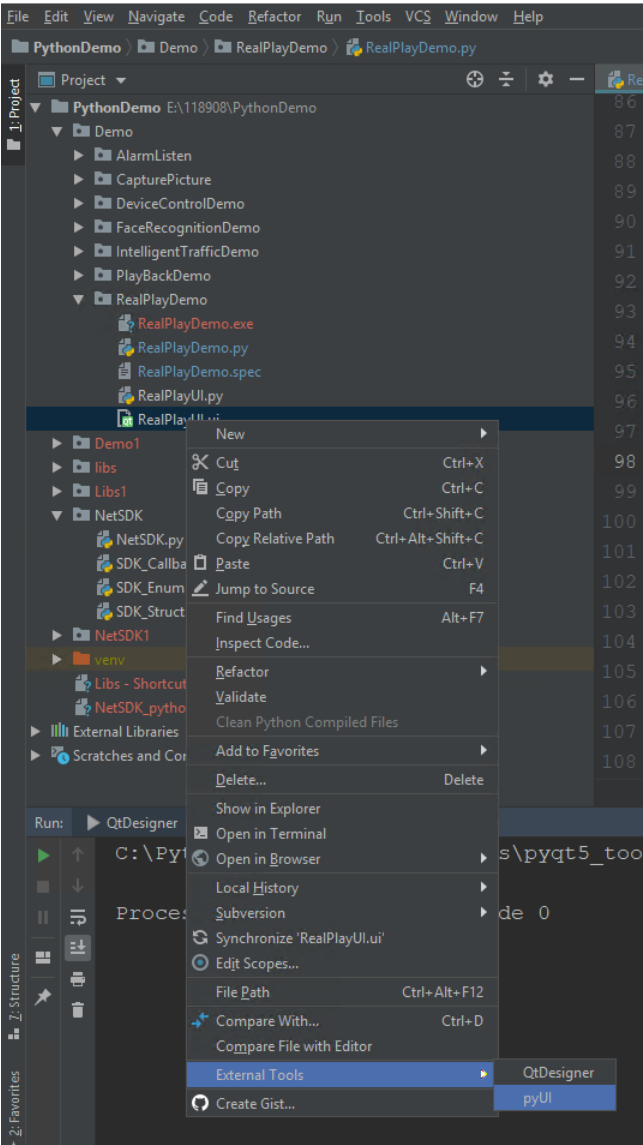 File Edit View Navigate Code Refactor Run Tools VCS Window Help
PythonDemo Demo RealPlayDemo RealPlayDemo.py
1: Project
Project
Re
PythonDemo E:\118908\PythonDemo
Demo
AlarmListen
CapturePicture
DeviceControlDemo
FaceRecognitionDemo
IntelligentTrafficDemo
PlayBackDemo
RealPlayDemo
RealPlayDemo.exe
RealPlayDemo.py
RealPlayDemo.spec
RealPlayUI.py
RealPlayUI.ui
Demo1
libs
Libs1
NetSDK
NetSDK.py
SDK_Callba
SDK_Enum
SDK_Struct
NetSDK1
venv
Libs - Shortcut
NetSDK_pytho
External Libraries
Scratches and Cor
86
87
88
89
90
91
92
93
94
95
96
97
98
99
100
101
102
103
104
105
106
107
108
New
Cut Ctrl+X
Copy Ctrl+C
Copy Path Ctrl+Shift+C
Copy Relative Path Ctrl+Alt+Shift+C
Paste Ctrl+V
Jump to Source F4
Find Usages Alt+F7
Inspect Code...
Refactor
Validate
Clean Python Compiled Files
Add to Favorites
Delete... Delete
Show in Explorer
Open in Terminal
Open in Browser
Local History
Subversion
Synchronize 'RealPlayUI.ui'
Edit Scopes...
File Path Ctrl+Alt+F12
Compare With... Ctrl+D
Compare File with Editor
External Tools
Create Gist...
QtDesigner
pyUI
Run: QtDesigner
C:\Pyt s\pyqt5_too
Proces de 0
Z: Structure
2: Favorites